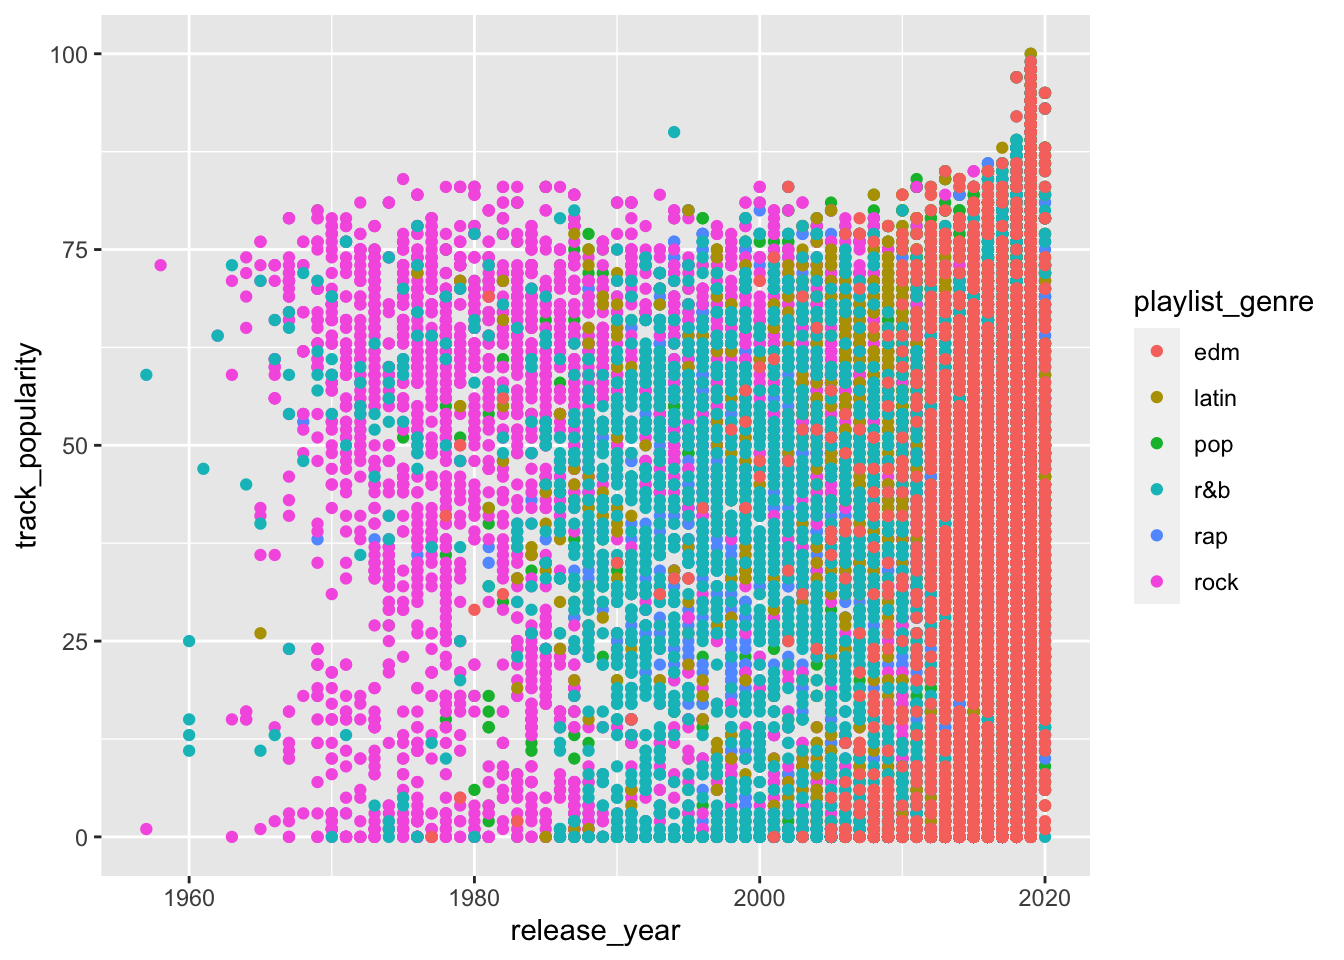 100
75
50
25
0
track_popularity
1960
1980
2000
2020
release_year
playlist_genre
edm
latin
pop
r&b
rap
rock